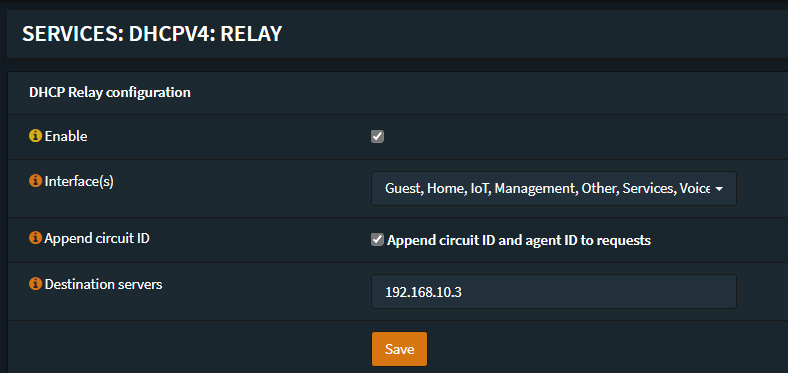 SERVICES: DHCPV4: RELAY
DHCP Relay configuration
Enable
Interface(s)
Guest, Home, IoT, Management, Other, Services, Voice
Append circuit ID
Append circuit ID and agent ID to requests
Destination servers
192.168.10.3
Save